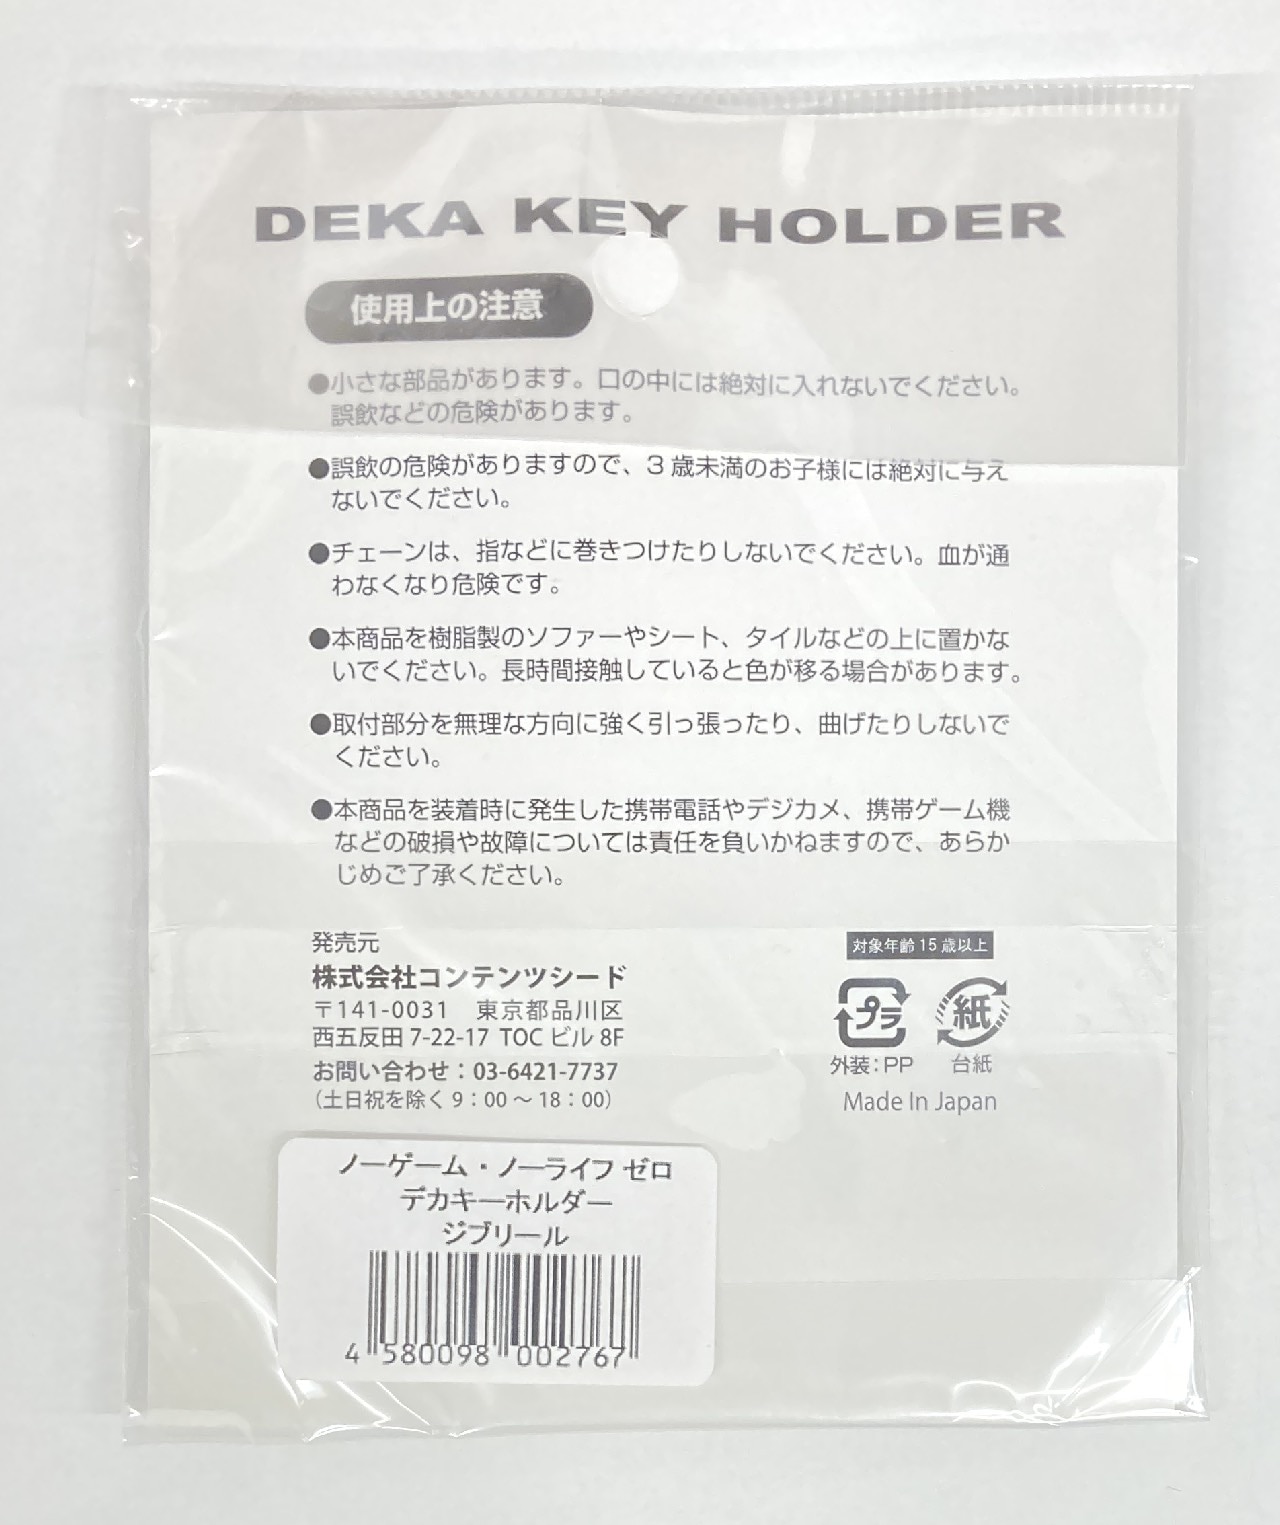 DEKA KEY HOLDER
使用上の注意
●小さな部品があります。口の中には絶対に入れないでください。
誤飲などの危険があります。
●誤飲の危険がありますので、3歳未満のお子様には絶対に与え
ないでください。
●チェーンは、指などに巻きつけたりしないでください。血が通
わなくなり危険です。
●本商品を樹脂製のソファーやシート、タイルなどの上に置かな
いでください。長時間接触していると色が移る場合があります。
●取付部分を無理な方向に強く引っ張ったり、曲げたりしないで
ください。
●本商品を装着時に発生した携帯電話やデジカメ、携帯ゲーム機
などの破損や故障については責任を負いかねますので、あらか
じめご了承ください。
発売元
株式会社コンテンツシード
〒141-0031 東京都品川区
西五反田7-22-17 TOCビル8F
お問い合わせ：03-6421-7737
（土日祝を除く9：00〜18：00）
対象年齢15歳以上
プラ 紙
外装：PP 台紙
Made In Japan
ノーゲーム・ノーライフ ゼロ
デカキーホルダー
ジブリール
4 580098 002767